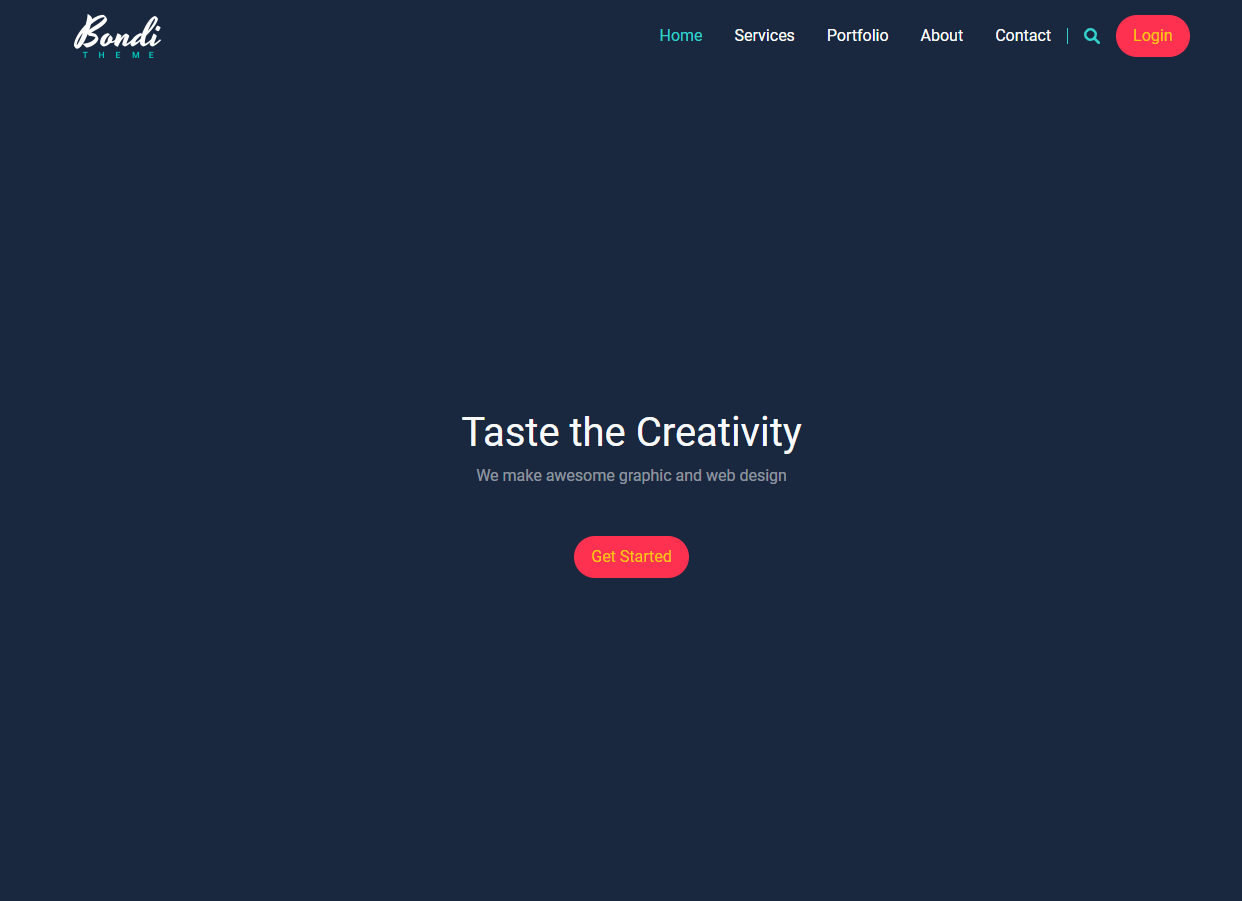 Bondi
THEME
Home Services Portfolio About Contact Login
Taste the Creativity
We make awesome graphic and web design
Get Started